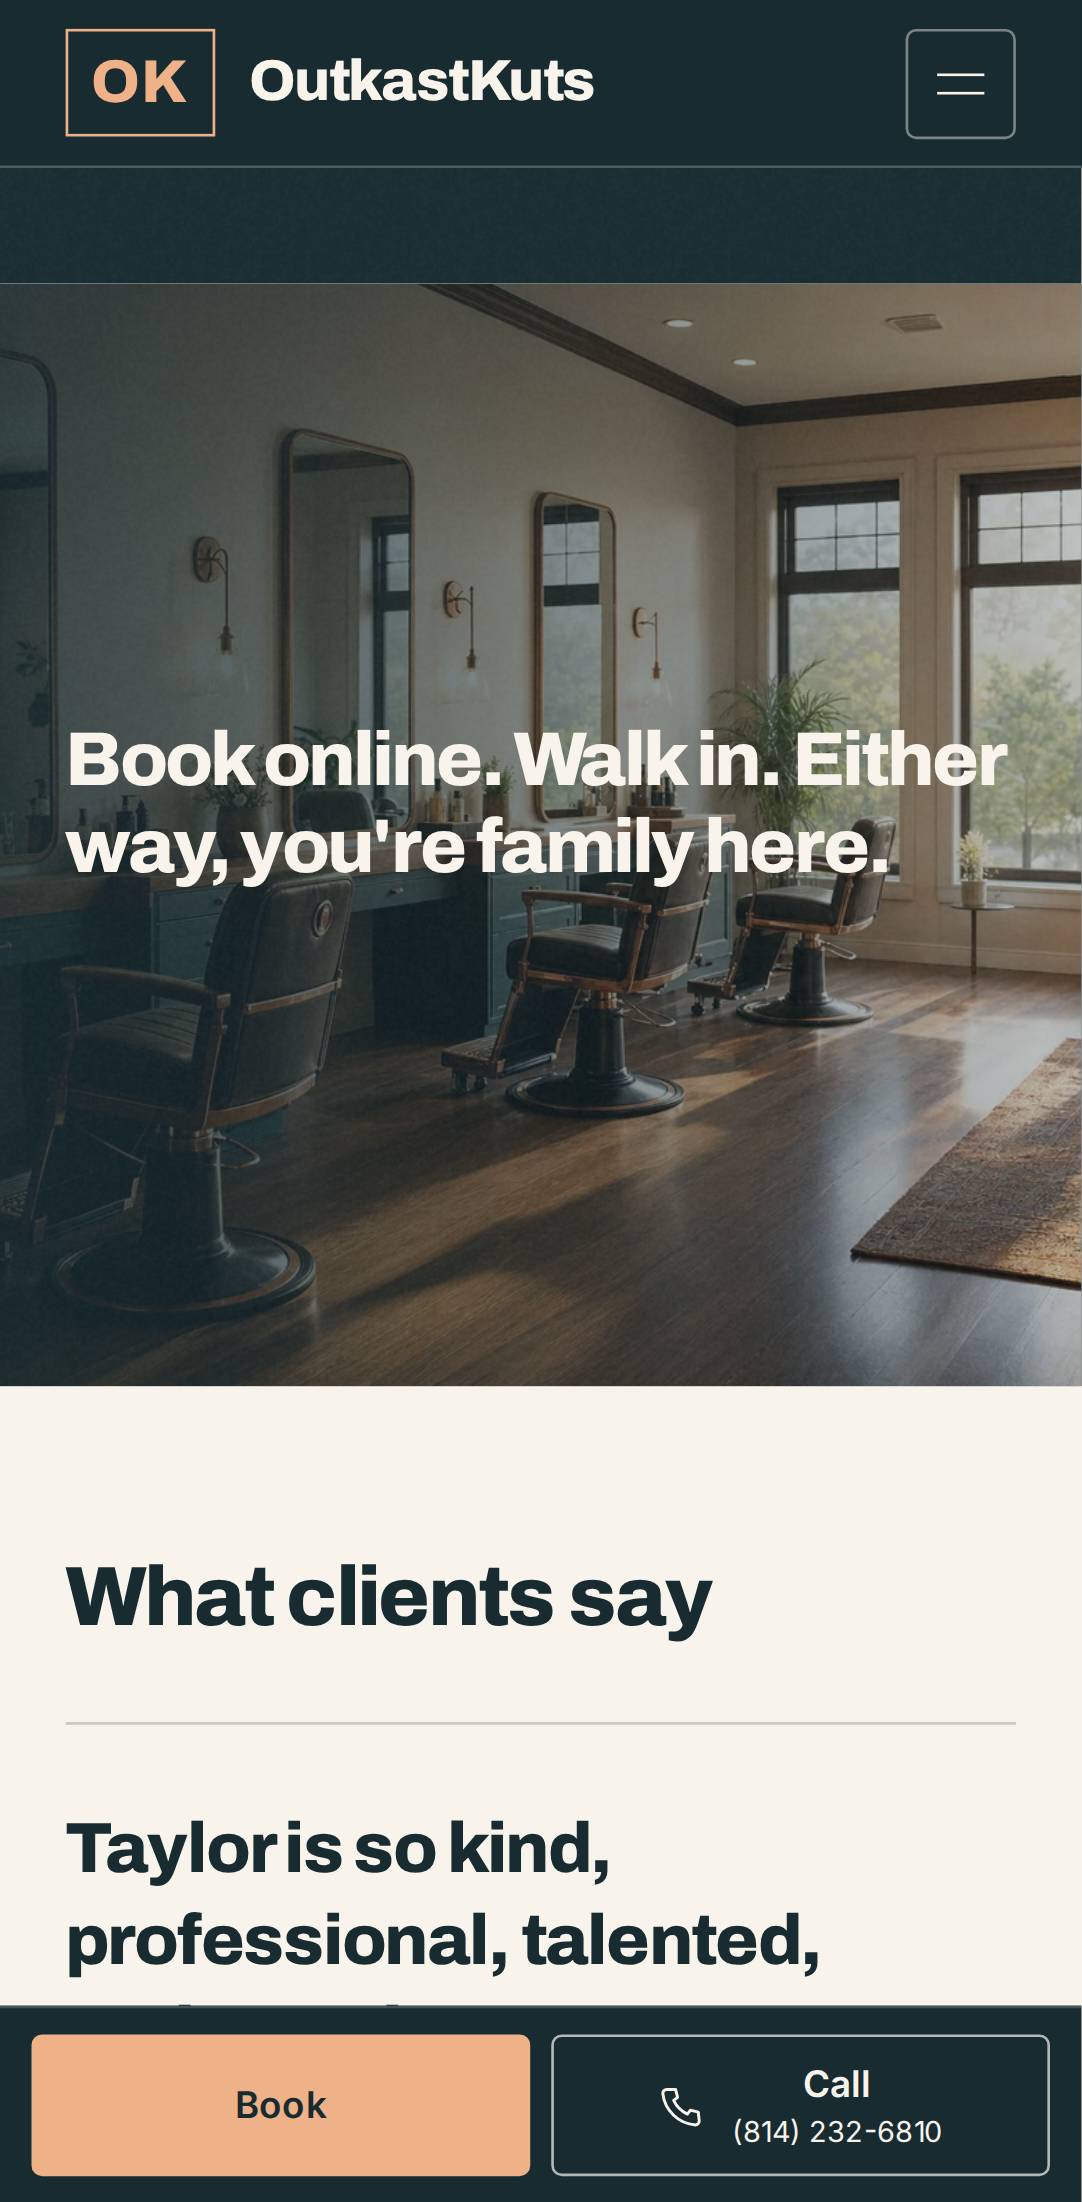 OK
OutkastKuts
Book online. Walk in. Either
way, you're family here.
What clients say
Taylor is so kind,
professional, talented,
Book
Call
(814) 232-6810